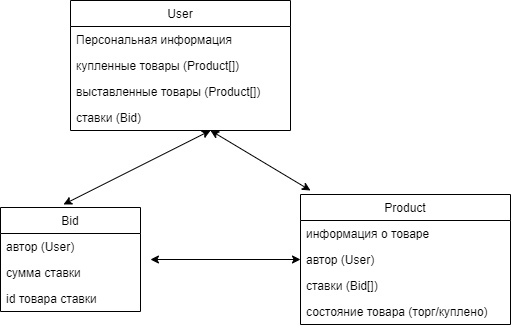 User
Персональная информация
купленные товары (Product[])
выставленные товары (Product[])
ставки (Bid)
Bid
автор (User)
сумма ставки
id товара ставки
Product
информация о товаре
автор (User)
ставки (Bid[])
состояние товара (торг/куплено)